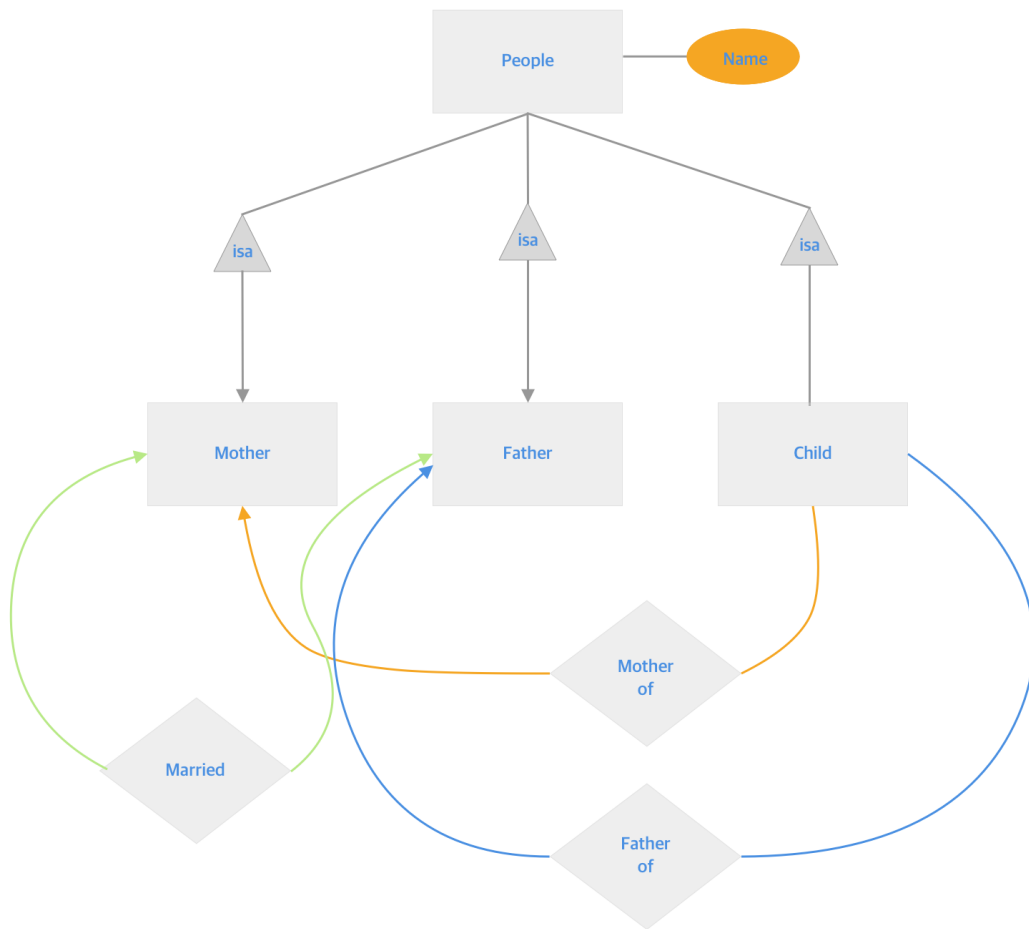 People
Name
isa
isa
isa
Mother
Father
Child
Mother
of
Married
Father
of